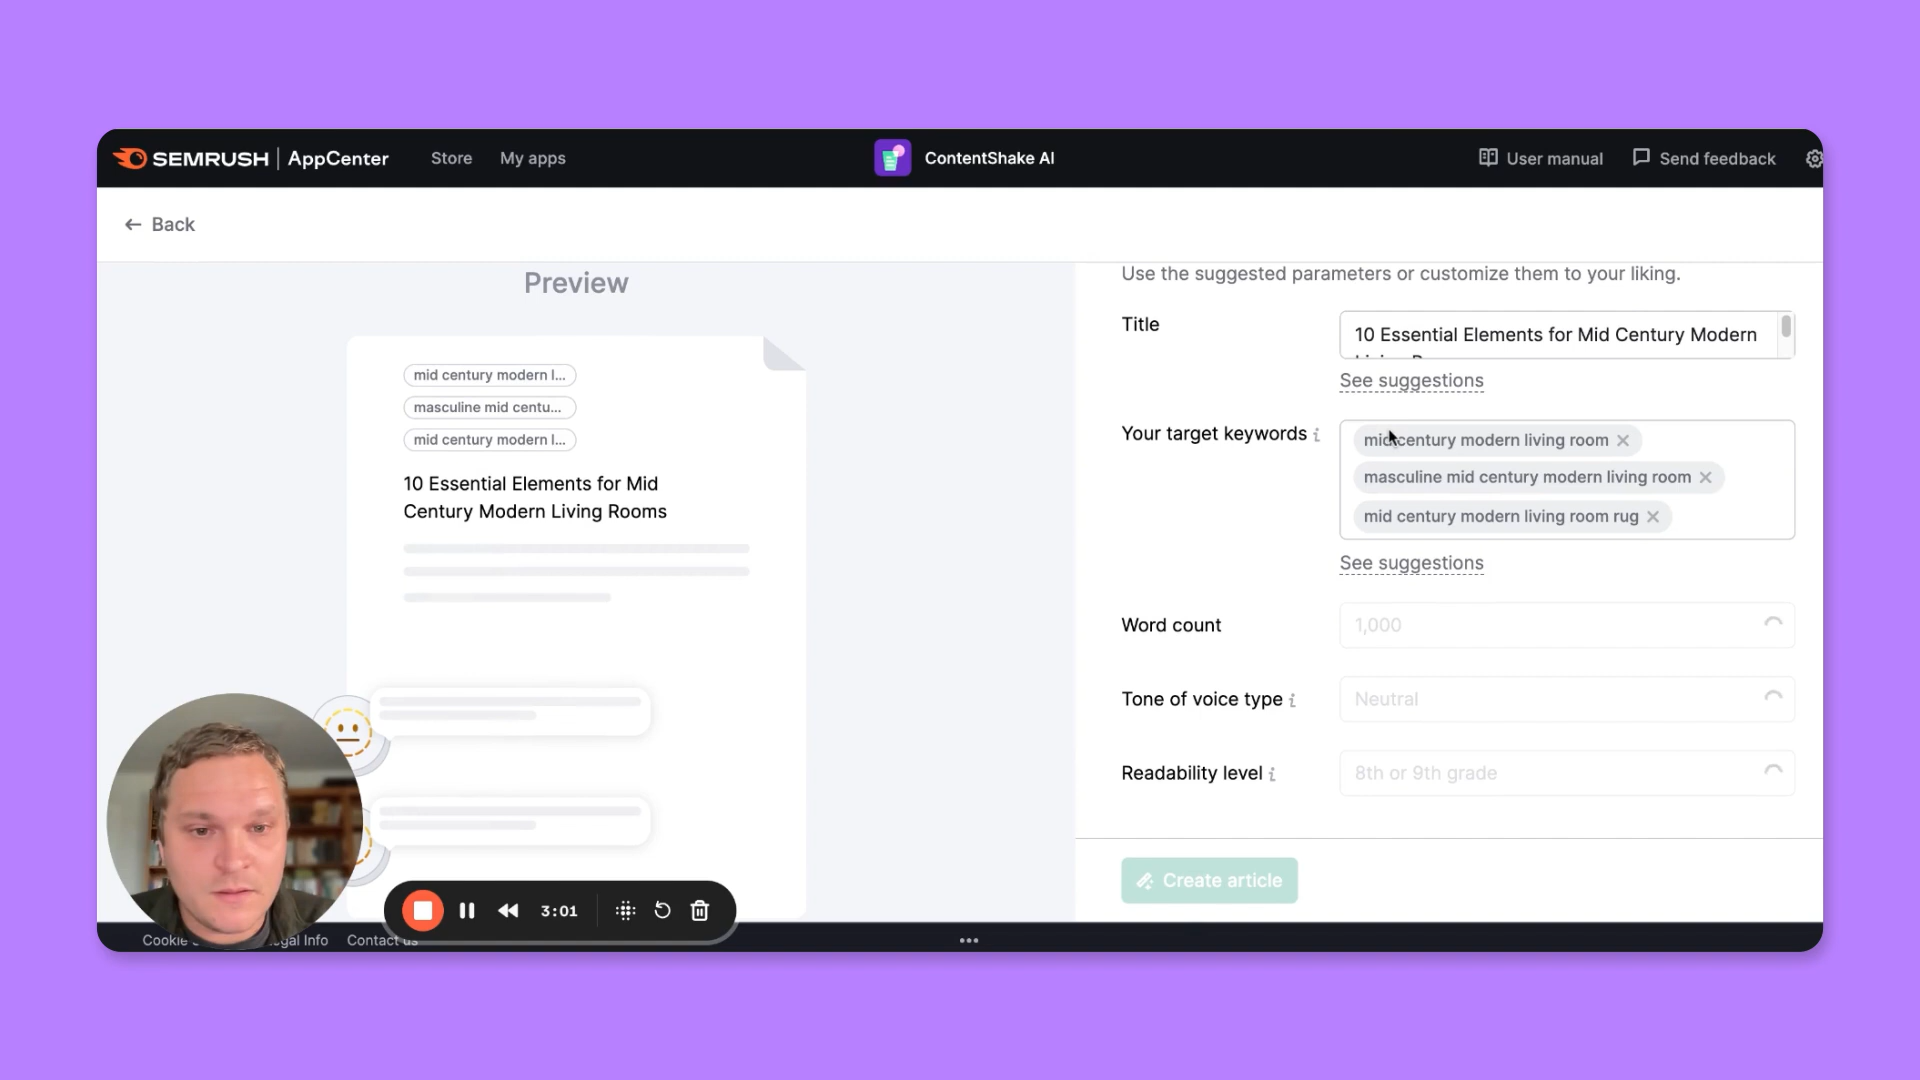 SEMRUSH AppCenter Store My apps ContentShake AI User manual Send feedback
← Back
Preview
mid century modern l...
masculine mid centu...
mid century modern l...
10 Essential Elements for Mid
Century Modern Living Rooms
Use the suggested parameters or customize them to your liking.
Title
10 Essential Elements for Mid Century Modern
See suggestions
Your target keywords i
mid century modern living room ×
masculine mid century modern living room ×
mid century modern living room rug ×
See suggestions
Word count
1,000
Tone of voice type i
Neutral
Readability level i
8th or 9th grade
Create article
3:01
Cookie Info Contact us